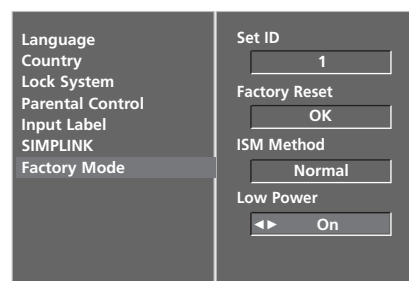 Language
Country
Lock System
Parental Control
Input Label
SIMPLINK
Factory Mode
Set ID
1
Factory Reset
OK
ISM Method
Normal
Low Power
◄► On